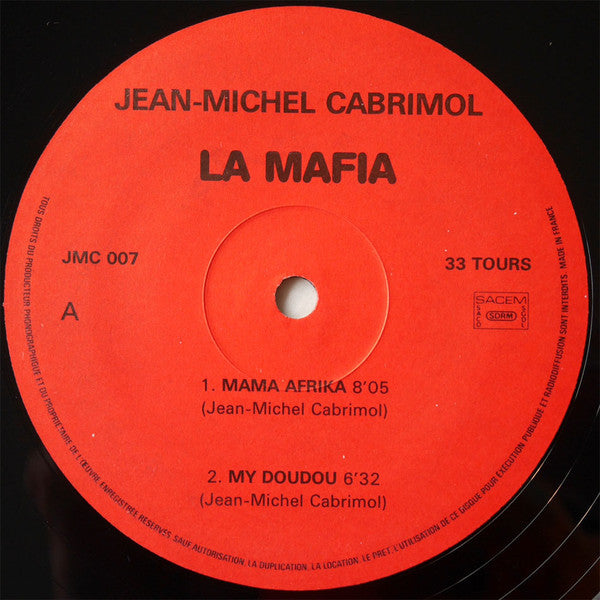 JEAN-MICHEL CABRIMOL
LA MAFIA
JMC 007
33 TOURS
A
SACEM
SACD
SDRM
SGDL
1. MAMA AFRIKA 8'05
(Jean-Michel Cabrimol)
2. MY DOUDOU 6'32
(Jean-Michel Cabrimol)
TOUS DROITS DU PRODUCTEUR PHONOGRAPHIQUE ET DU PROPRIETAIRE DE L'ŒUVRE ENREGISTREE RESERVES. SAUF AUTORISATION, LA DUPLICATION, LA LOCATION, LE PRET, L'UTILISATION DE CE DISQUE POUR EXECUTION PUBLIQUE ET RADIODIFFUSION SONT INTERDITS. MADE IN FRANCE